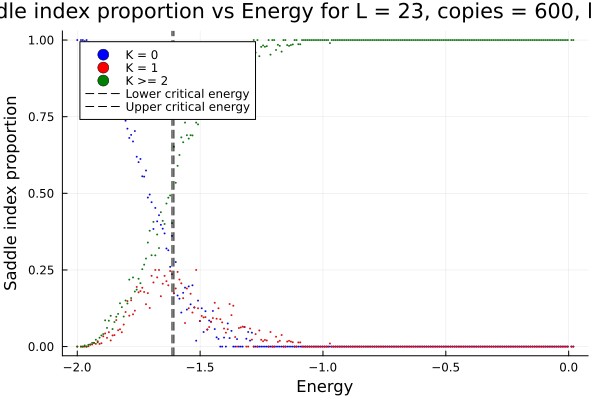 saddle index proportion vs Energy for L = 23, copies = 600,
K = 0
K = 1
K >= 2
Lower critical energy
Upper critical energy
Saddle index proportion
1.00
0.75
0.50
0.25
0.00
−2.0 −1.5 −1.0 −0.5 0.0
Energy